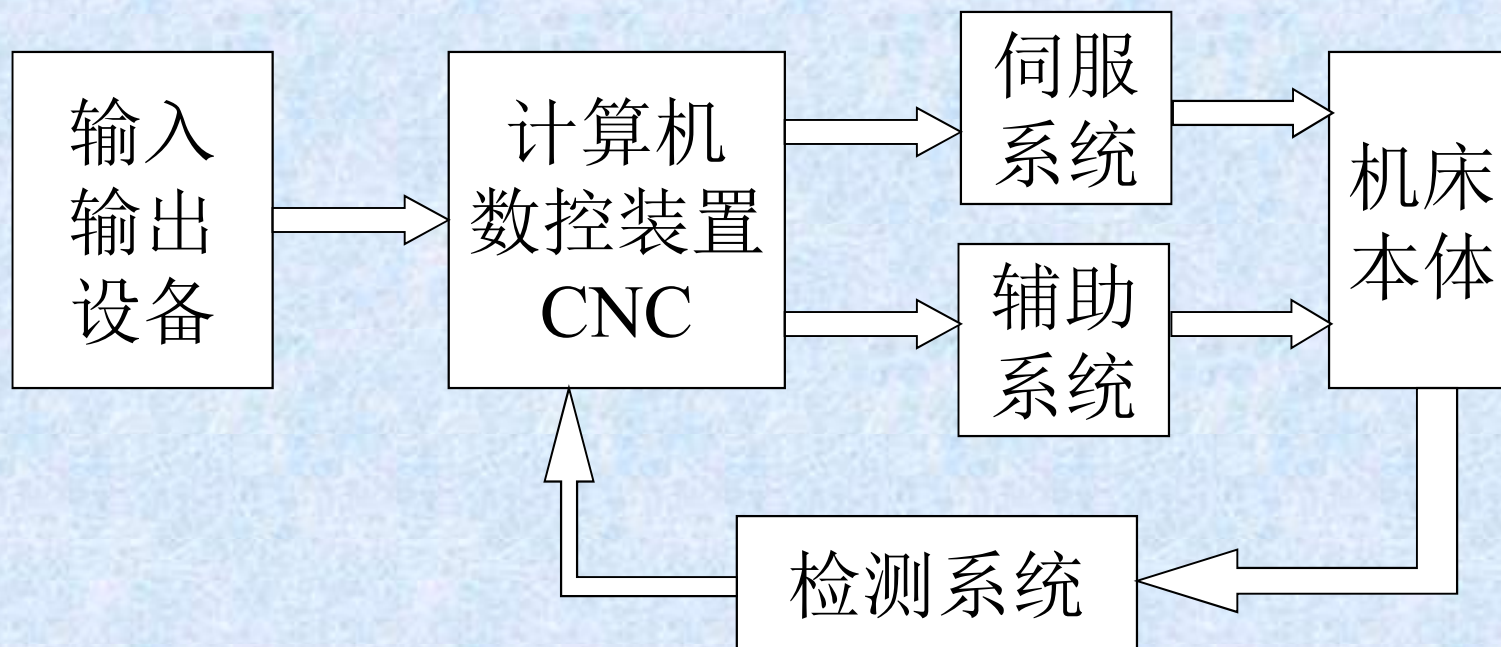 输入
输出
设备
计算机
数控装置
CNC
伺服
系统
辅助
系统
机床
本体
检测系统